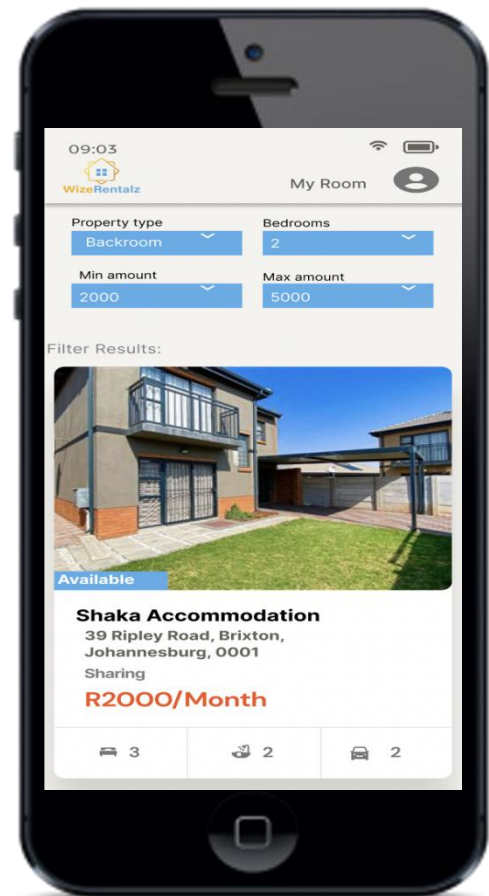 09:03
WizeRentalz
My Room
Property type
Bedrooms
Backroom
2
Min amount
Max amount
2000
5000
Filter Results:
Available
Shaka Accommodation
39 Ripley Road, Brixton,
Johannesburg, 0001
Sharing
R2000/Month
3
2
2